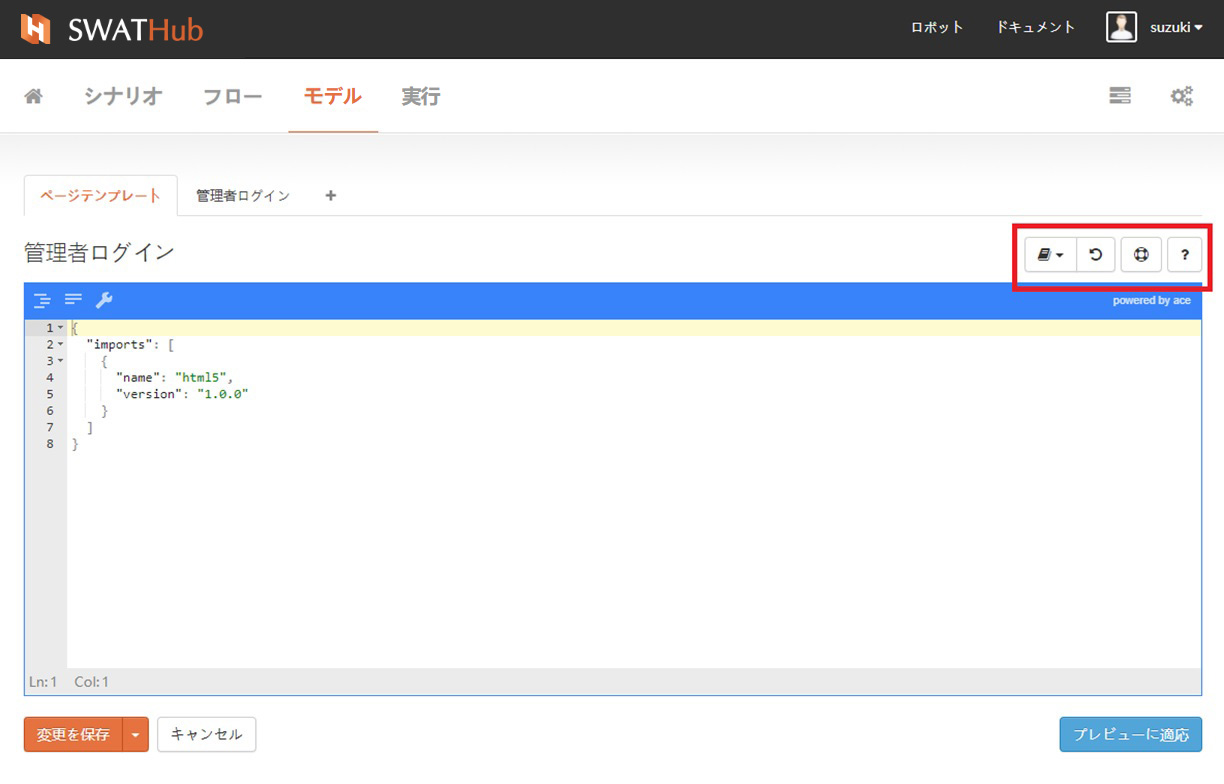 SWATHub
ロボット ドキュメント suzuki
シナリオ フロー モデル 実行
ページテンプレート 管理者ログイン +
管理者ログイン
?
powered by ace
1 {
2 "imports": [
3 {
4 "name": "html5",
5 "version": "1.0.0"
6 }
7 ]
8 }
Ln: 1 Col: 1
変更を保存 キャンセル プレビューに適応